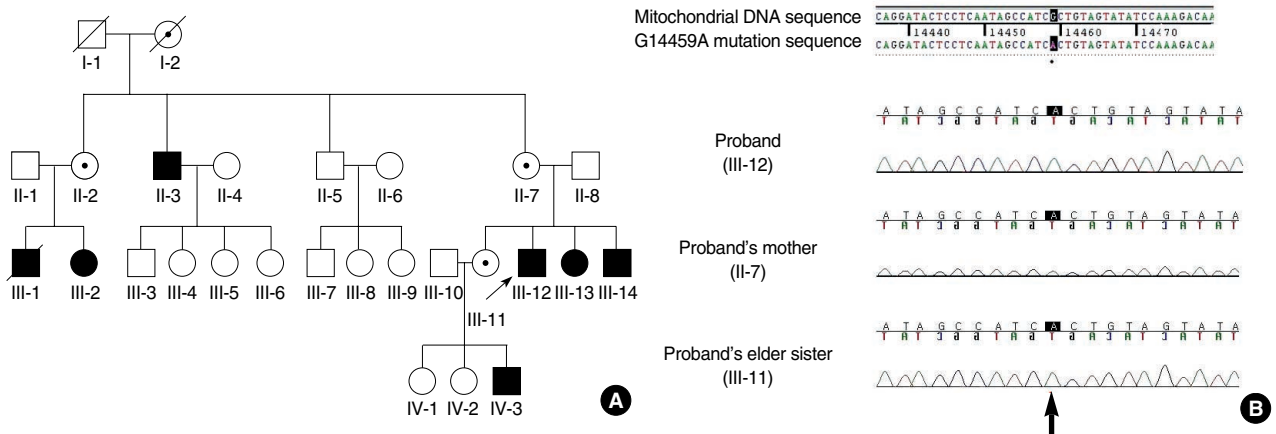 I-1 I-2
II-1 II-2 II-3 II-4 II-5 II-6 II-7 II-8
III-1 III-2 III-3 III-4 III-5 III-6 III-7 III-8 III-9 III-10 III-12 III-13 III-14
III-11
IV-1 IV-2 IV-3
A
Mitochondrial DNA sequence
CAGGATACTCCTCAATAGCCATCGCTGTAGTATATCCAAAGACAA
14440 14450 14460 14470
G14459A mutation sequence
CAGGATACTCCTCAATAGCCATCACTGTAGTATATCCAAAGACAA
Proband
(III-12)
A T A G C C A T C A C T G T A G T A T A
T A T C G G T A G T G A C A T C A T A T
Proband's mother
(II-7)
A T A G C C A T C A C T G T A G T A T A
T A T C G G T A G T G A C A T C A T A T
Proband's elder sister
(III-11)
A T A G C C A T C A C T G T A G T A T A
T A T C G G T A G T G A C A T C A T A T
B